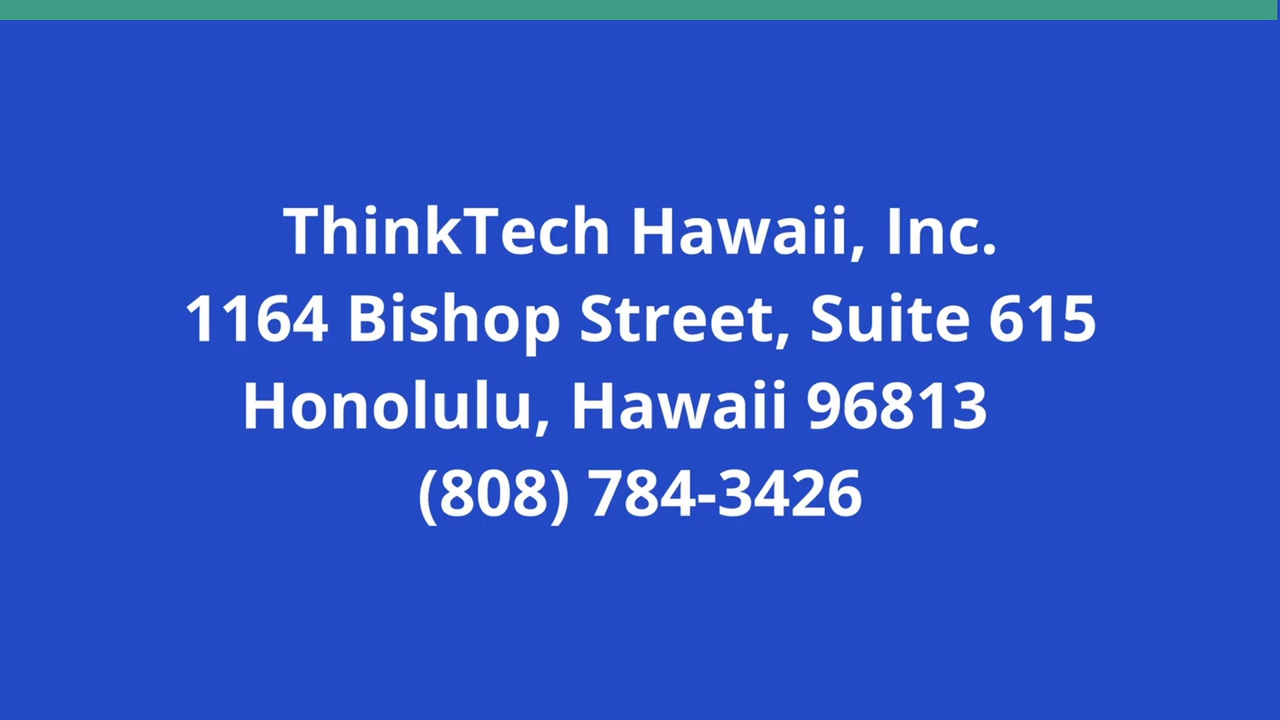 ThinkTech Hawaii, Inc.
1164 Bishop Street, Suite 615
Honolulu, Hawaii 96813
(808) 784-3426